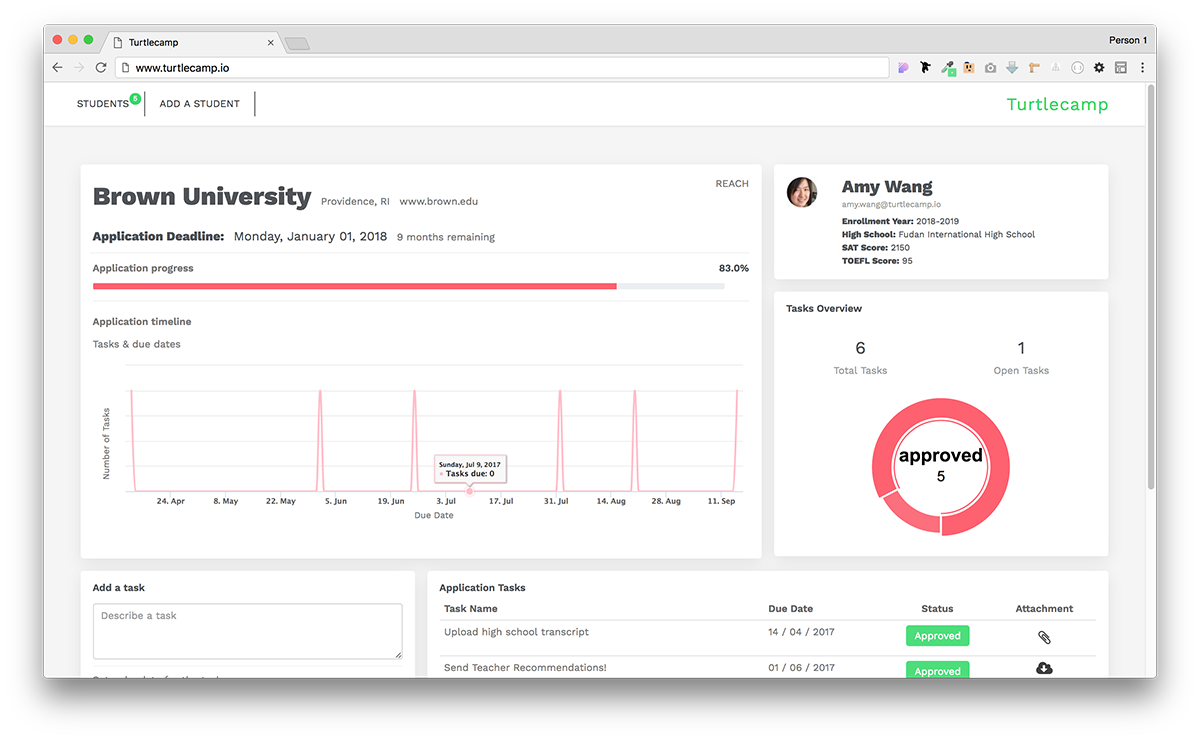 Turtlecamp
Person 1
www.turtlecamp.io
STUDENTS 5
ADD A STUDENT
Turtlecamp
Brown University Providence, RI www.brown.edu
REACH
Application Deadline: Monday, January 01, 2018 9 months remaining
Application progress 83.0%
Application timeline
Tasks & due dates
Number of Tasks
Sunday, Jul 9, 2017
Tasks due: 0
24. Apr 8. May 22. May 5. Jun 19. Jun 3. Jul 17. Jul 31. Jul 14. Aug 28. Aug 11. Sep
Due Date
Amy Wang
amy.wang@turtlecamp.io
Enrollment Year: 2018-2019
High School: Fudan International High School
SAT Score: 2150
TOEFL Score: 95
Tasks Overview
6 1
Total Tasks Open Tasks
approved
5
Add a task
Describe a task
Application Tasks
Task Name Due Date Status Attachment
Upload high school transcript 14 / 04 / 2017 Approved
Send Teacher Recommendations! 01 / 06 / 2017 Approved